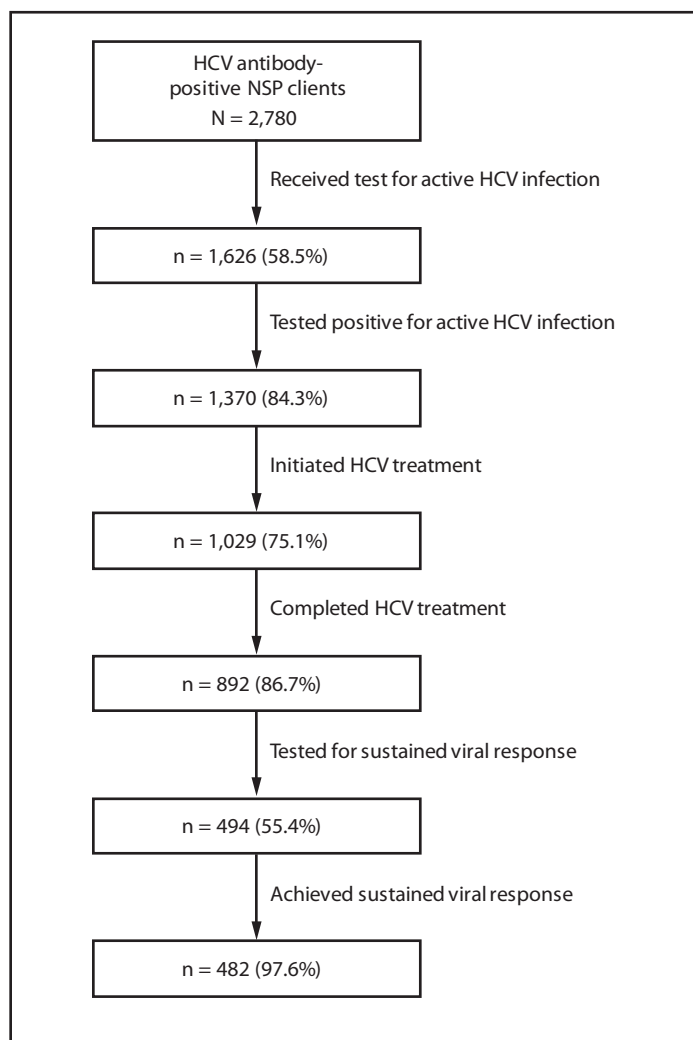 HCV antibody-
positive NSP clients
N = 2,780
Received test for active HCV infection
n = 1,626 (58.5%)
Tested positive for active HCV infection
n = 1,370 (84.3%)
Initiated HCV treatment
n = 1,029 (75.1%)
Completed HCV treatment
n = 892 (86.7%)
Tested for sustained viral response
n = 494 (55.4%)
Achieved sustained viral response
n = 482 (97.6%)